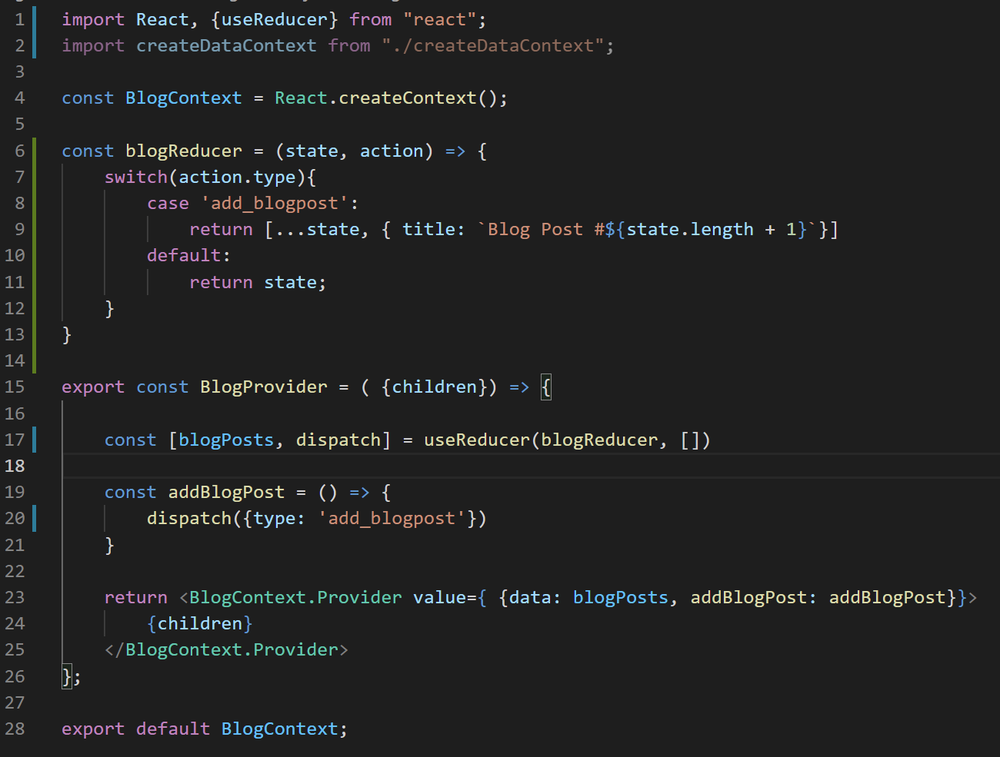 1 import React, {useReducer} from "react";
2 import createDataContext from "./createDataContext";
3
4 const BlogContext = React.createContext();
5
6 const blogReducer = (state, action) => {
7 switch(action.type){
8 case 'add_blogpost':
9 return [...state, { title: `Blog Post #${state.length + 1}`}]
10 default:
11 return state;
12 }
13 }
14
15 export const BlogProvider = ( {children}) => {
16
17 const [blogPosts, dispatch] = useReducer(blogReducer, [])
18
19 const addBlogPost = () => {
20 dispatch({type: 'add_blogpost'})
21 }
22
23 return <BlogContext.Provider value={ {data: blogPosts, addBlogPost: addBlogPost}}>
24 {children}
25 </BlogContext.Provider>
26 };
27
28 export default BlogContext;